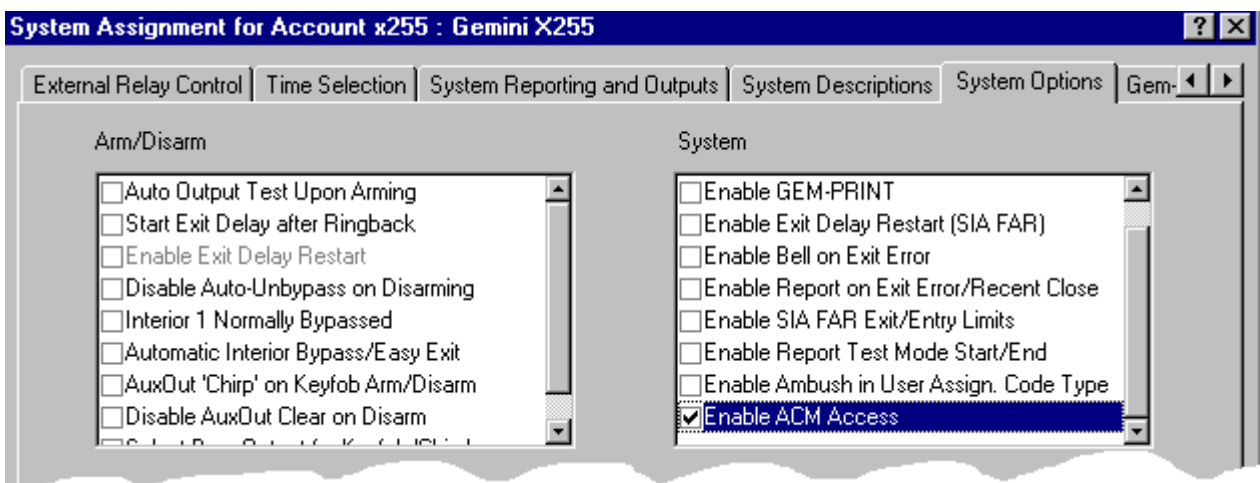 System Assignment for Account x255 : Gemini X255
External Relay Control Time Selection System Reporting and Outputs System Descriptions System Options Gem-
Arm/Disarm
Auto Output Test Upon Arming
Start Exit Delay after Ringback
Enable Exit Delay Restart
Disable Auto-Unbypass on Disarming
Interior 1 Normally Bypassed
Automatic Interior Bypass/Easy Exit
AuxOut 'Chirp' on Keyfob Arm/Disarm
Disable AuxOut Clear on Disarm
System
Enable GEM-PRINT
Enable Exit Delay Restart (SIA FAR)
Enable Bell on Exit Error
Enable Report on Exit Error/Recent Close
Enable SIA FAR Exit/Entry Limits
Enable Report Test Mode Start/End
Enable Ambush in User Assign. Code Type
Enable ACM Access